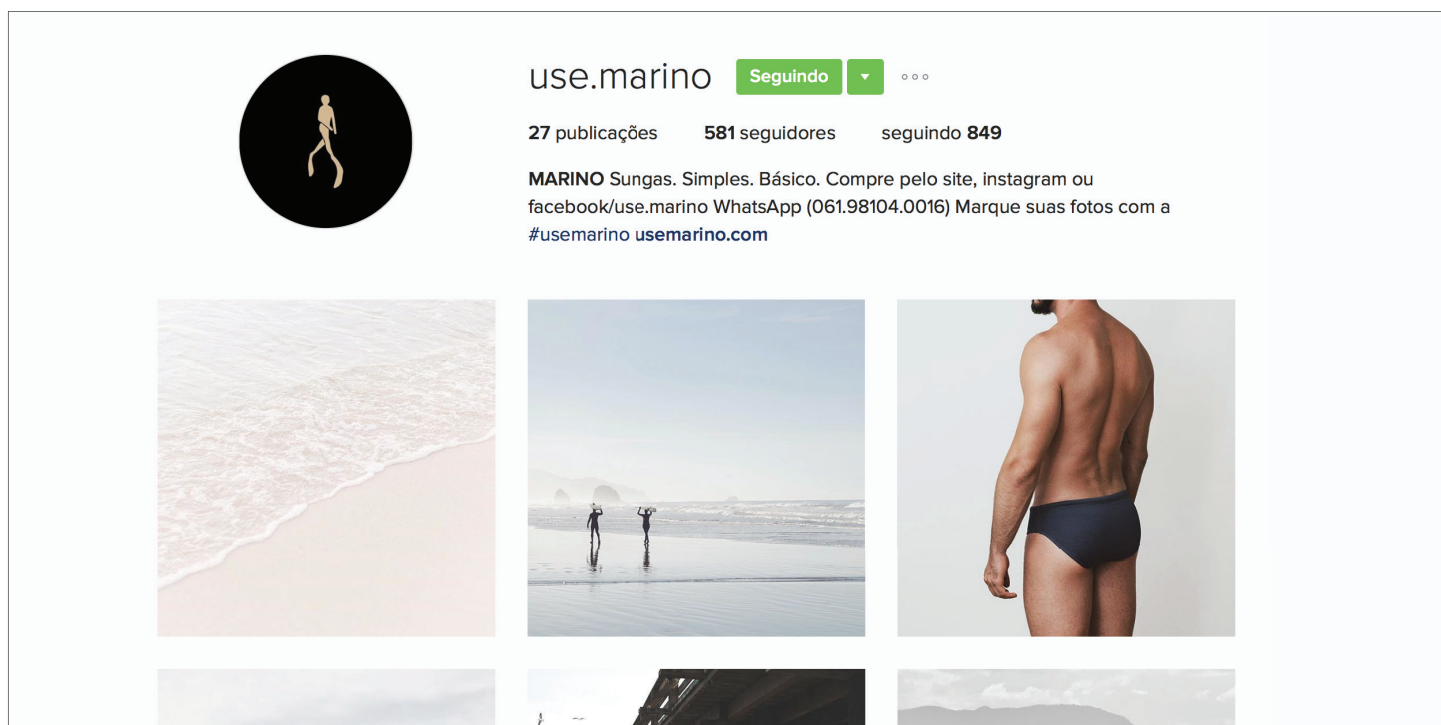 use.marino Seguindo
27 publicações 581 seguidores seguindo 849
MARINO Sungas. Simples. Básico. Compre pelo site, instagram ou
facebook/use.marino WhatsApp (061.98104.0016) Marque suas fotos com a
#usemarino usemarino.com